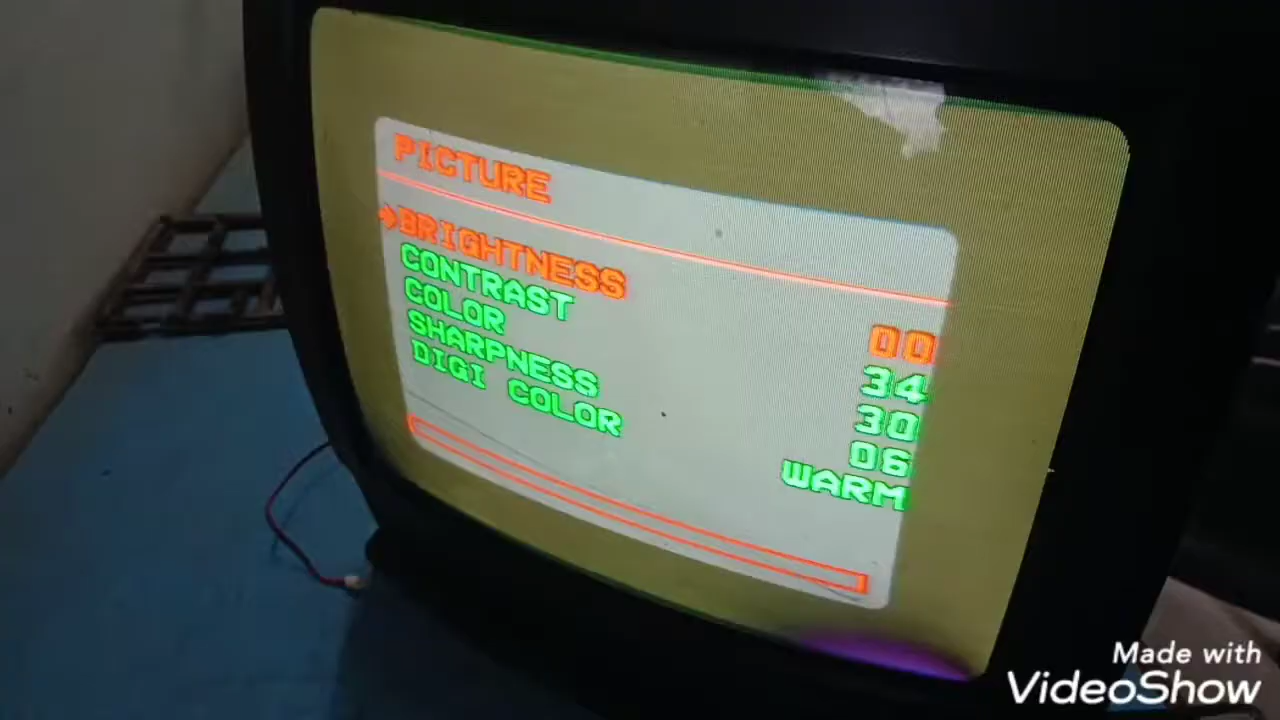 PICTURE
BRIGHTNESS 00
CONTRAST 34
COLOR 30
SHARPNESS 06
DIGI COLOR WARM
Made with
VideoShow